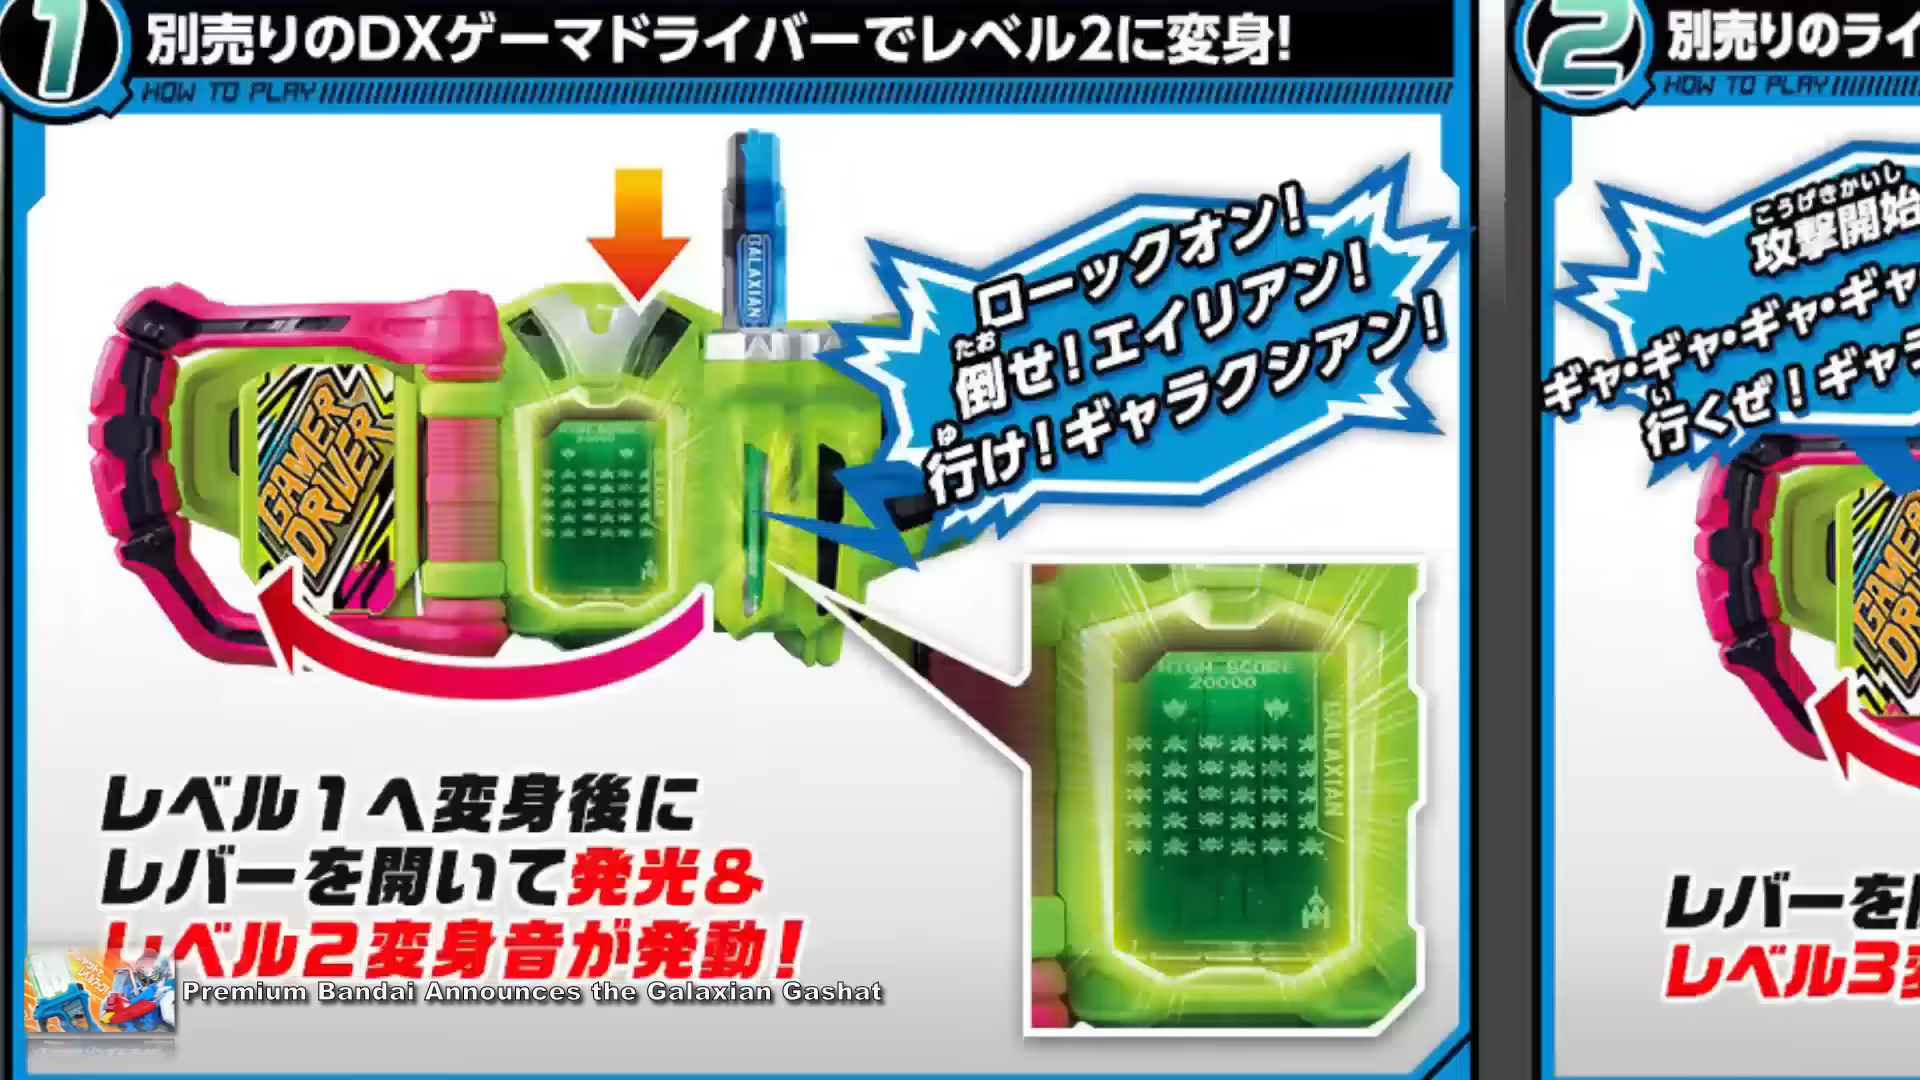 1
別売りのDXゲーマドライバーでレベル2に変身!
HOW TO PLAY
GALAXIAN
ロックオン!
たお
倒せ!エイリアン!
ゆ
行け!ギャラクシアン!
GAMER
DRIVER
HIGH SCORE
20000
GALAXIAN
レベル1へ変身後に
レバーを開いて発光&
レベル2変身音が発動!
Premium Bandai Announces the Galaxian Gashat
2
別売りのライ
HOW TO PLAY
こうげきかいし
攻撃開始
ギャ・ギャ・ギャ・ギャ
い
行くぜ!ギャラ
GAMER
レバーを
レベル3変